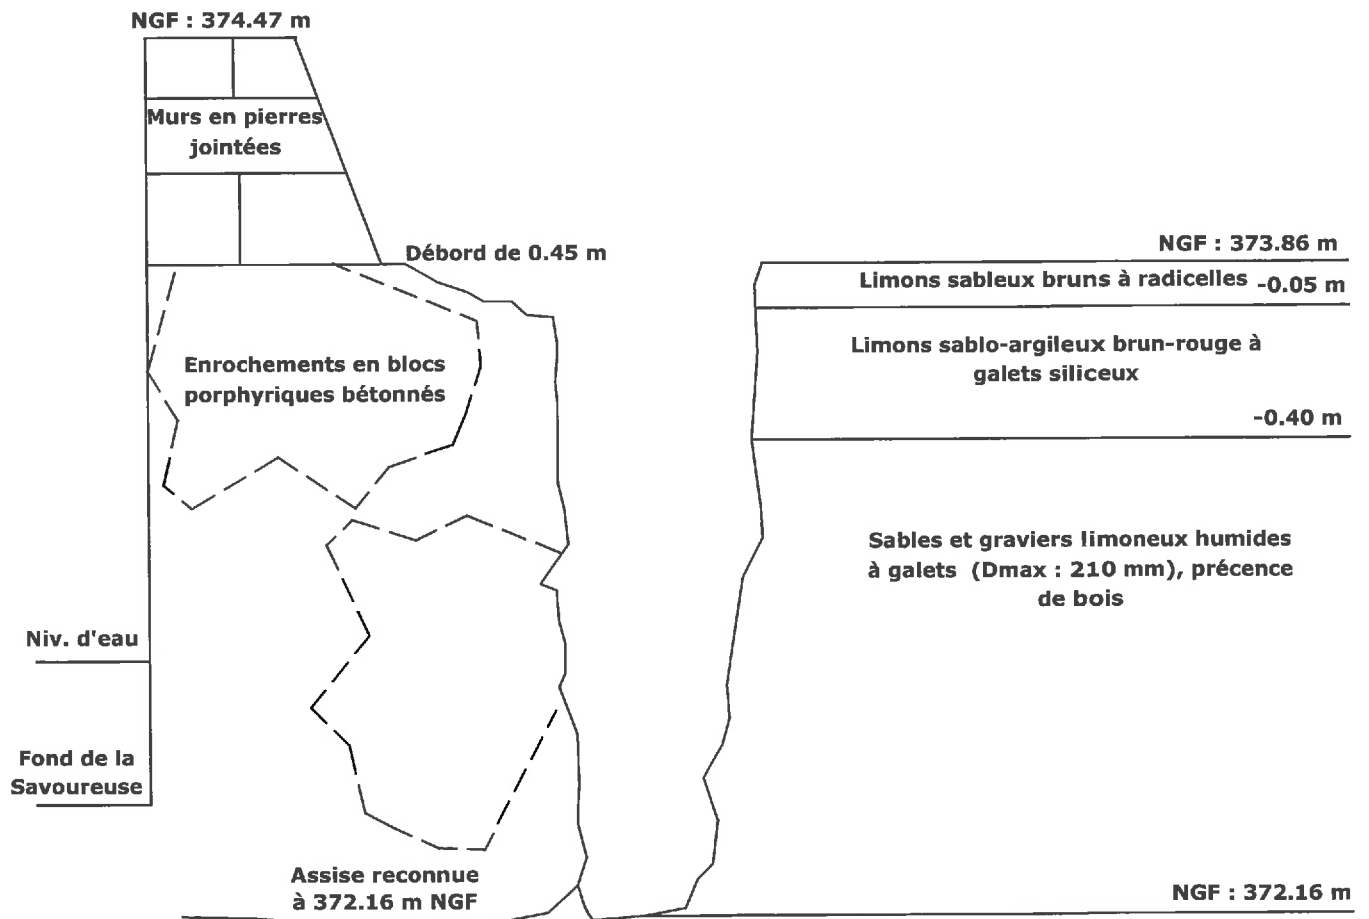 NGF : 374.47 m
Murs en pierres
jointées
Débord de 0.45 m
NGF : 373.86 m
Limons sableux bruns à radicelles
-0.05 m
Limons sablo-argileux brun-rouge à
galets siliceux
-0.40 m
Enrochements en blocs
porphyriques bétonnés
Sables et graviers limoneux humides
à galets (Dmax : 210 mm), précence
de bois
Niv. d'eau
Fond de la
Savoureuse
Assise reconnue
à 372.16 m NGF
NGF : 372.16 m